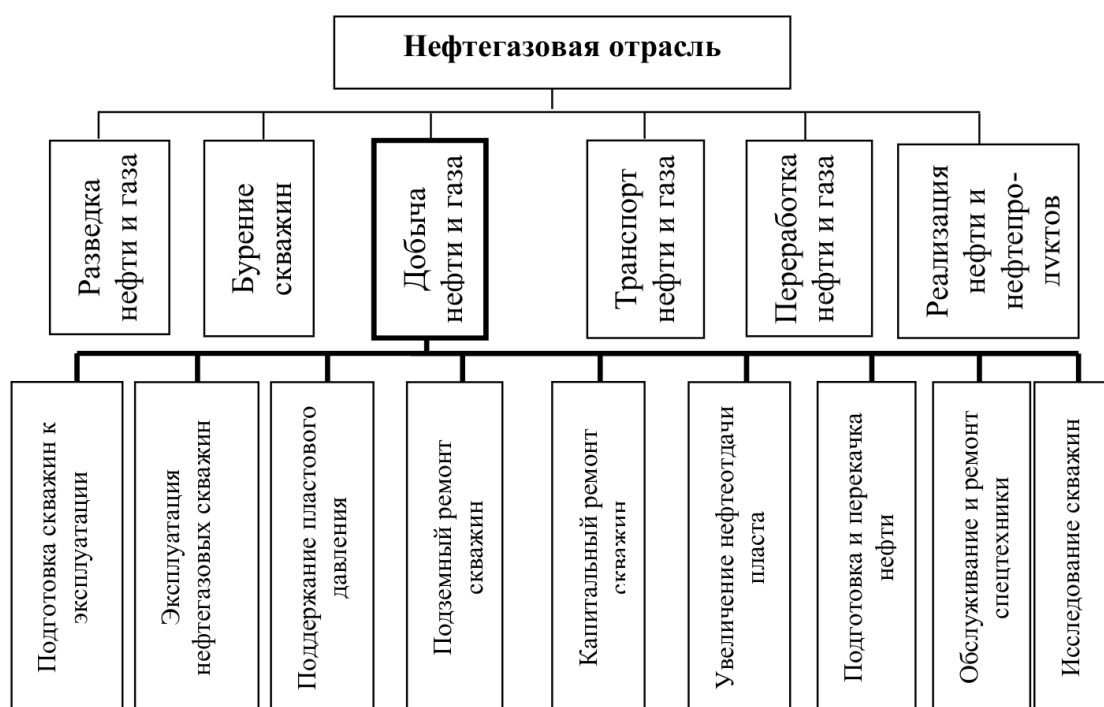 Нефтегазовая отрасль
Разведка
нефти и газа
Бурение
скважин
Добыча
нефти и газа
Транспорт
нефти и газа
Переработка
нефти и газа
Реализация
нефти и
нефтепро-
дуктов
Подготовка скважин к
эксплуатации
Эксплуатация
нефтегазовых скважин
Поддержание пластового
давления
Подземный ремонт
скважин
Капитальный ремонт
скважин
Увеличение нефтеотдачи
пласта
Подготовка и перекачка
нефти
Обслуживание и ремонт
спецтехники
Исследование скважин